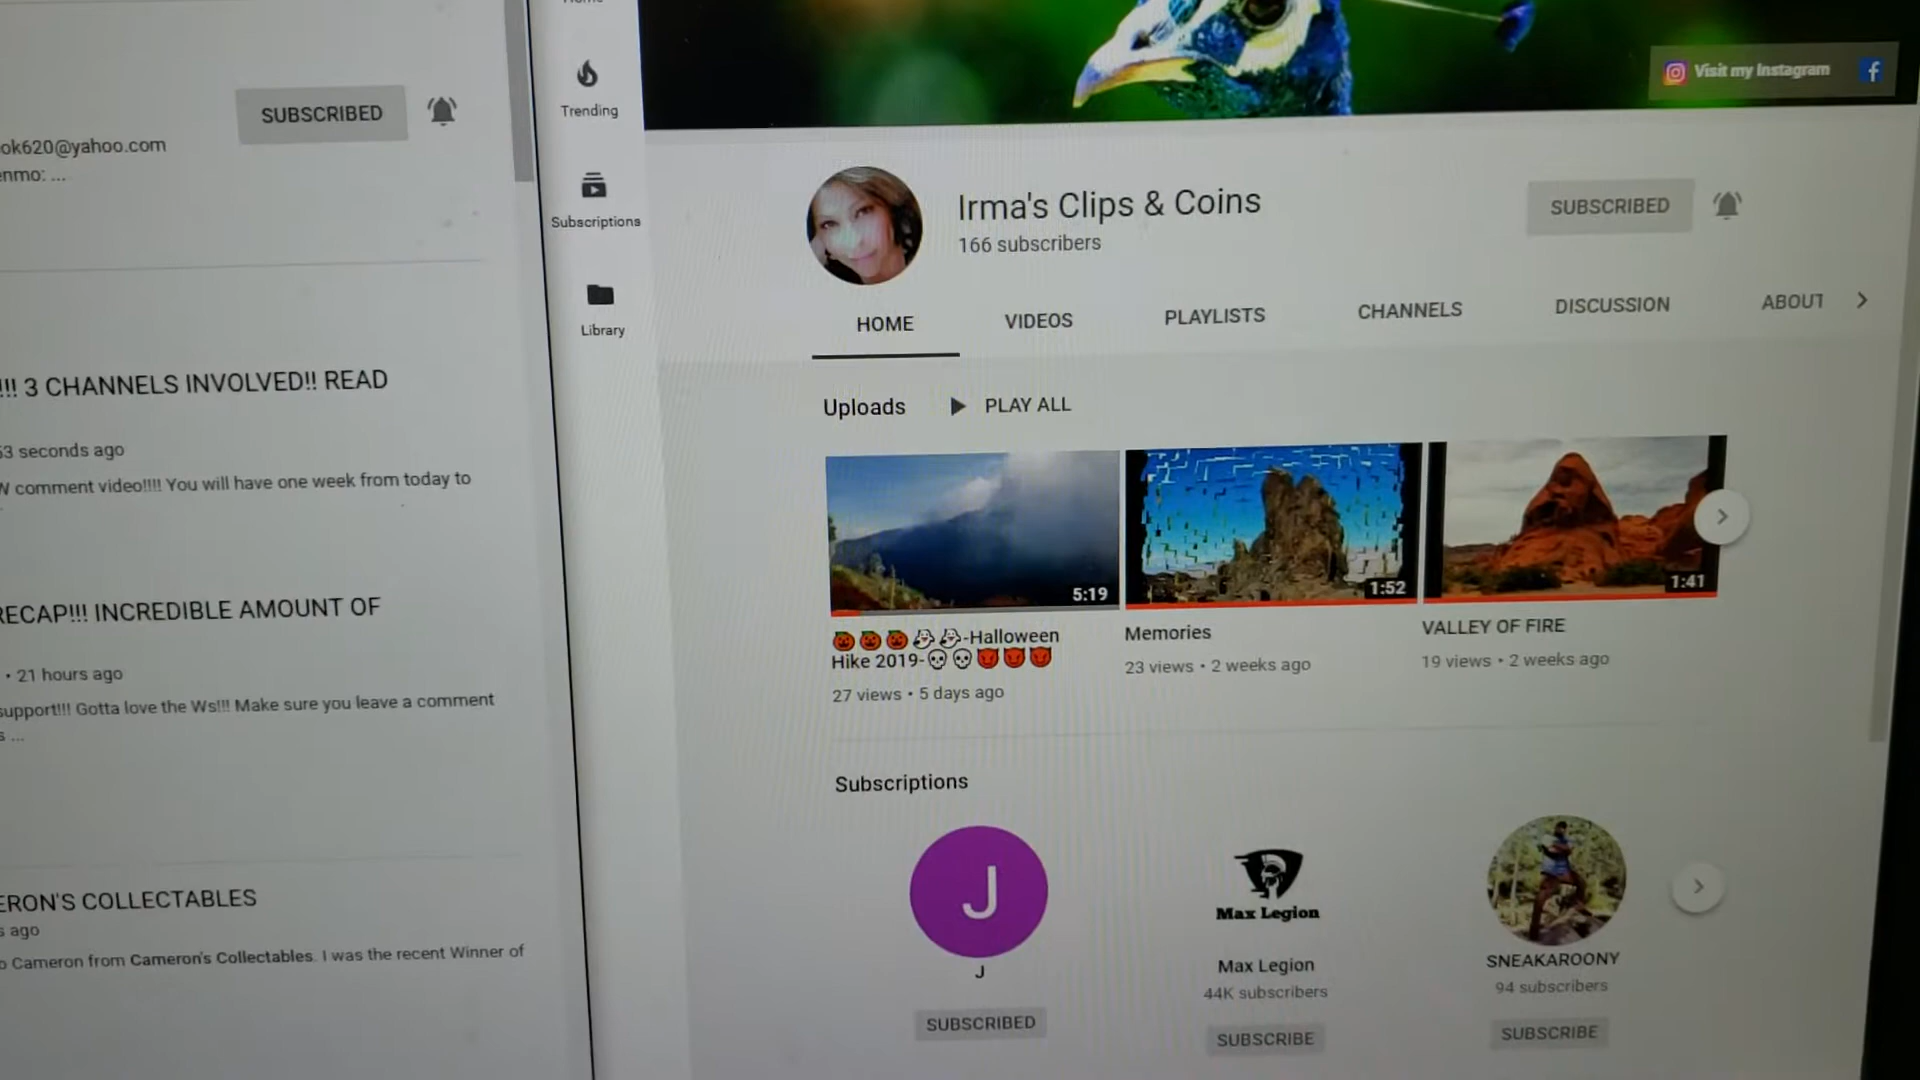 SUBSCRIBED
ok620@yahoo.com
enmo: ...
!!! 3 CHANNELS INVOLVED!! READ
53 seconds ago
W comment video!!!! You will have one week from today to
RECAP!!! INCREDIBLE AMOUNT OF
• 21 hours ago
support!!! Gotta love the Ws!!! Make sure you leave a comment
s ...
ERON'S COLLECTABLES
s ago
o Cameron from Cameron's Collectables. I was the recent Winner of
Trending
Subscriptions
Library
Visit my Instagram
Irma's Clips & Coins
166 subscribers
SUBSCRIBED
HOME VIDEOS PLAYLISTS CHANNELS DISCUSSION ABOUT
Uploads PLAY ALL
5:19
1:52
1:41
🎃🎃🎃👻👻-Halloween
Hike 2019-💀💀😈😈😈
27 views • 5 days ago
Memories
23 views • 2 weeks ago
VALLEY OF FIRE
19 views • 2 weeks ago
Subscriptions
J
J
SUBSCRIBED
Max Legion
Max Legion
44K subscribers
SUBSCRIBE
SNEAKAROONY
94 subscribers
SUBSCRIBE